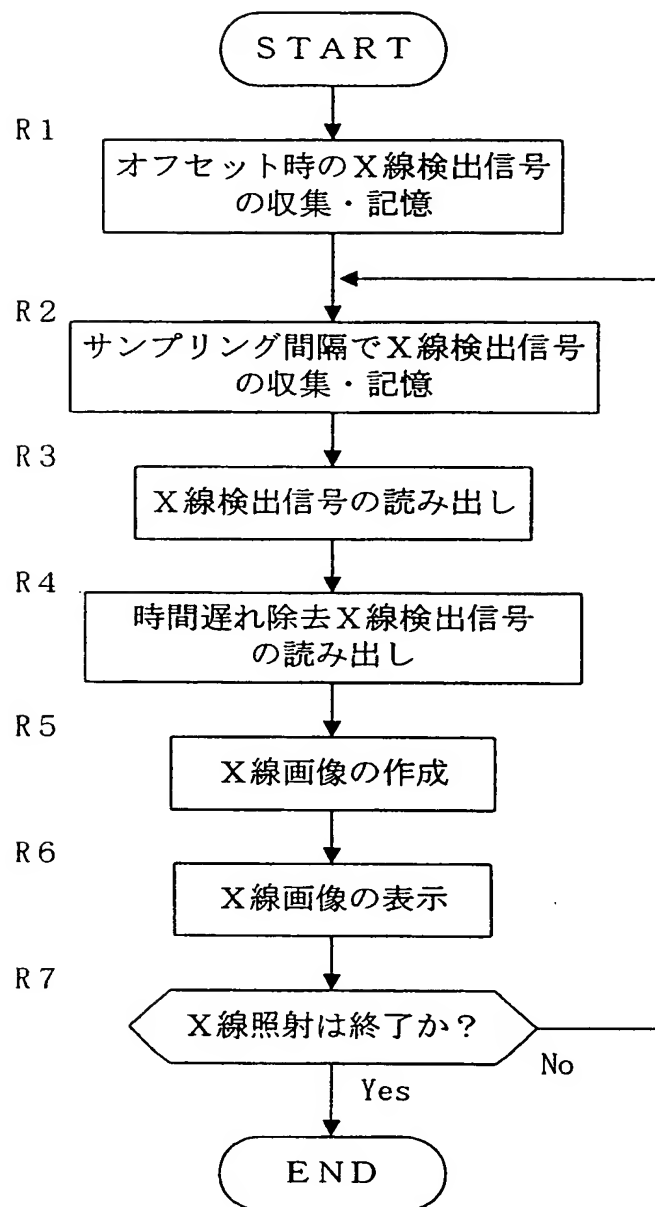 START
R1
オフセット時のX線検出信号
の収集・記憶
R2
サンプリング間隔でX線検出信号
の収集・記憶
R3
X線検出信号の読み出し
R4
時間遅れ除去X線検出信号
の読み出し
R5
X線画像の作成
R6
X線画像の表示
R7
X線照射は終了か?
No
Yes
END